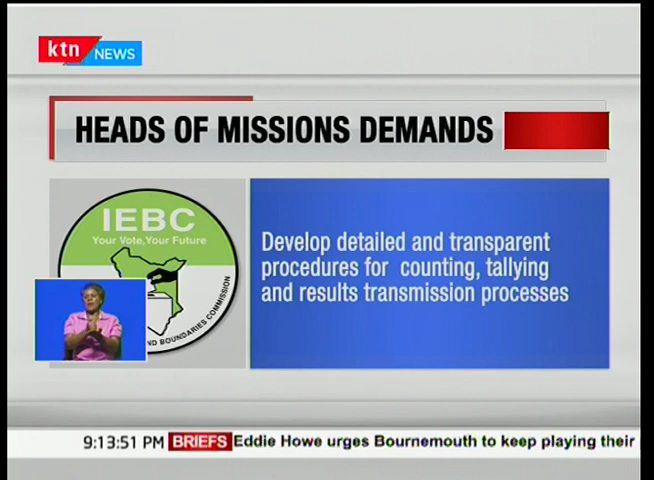 ktn NEWS
HEADS OF MISSIONS DEMANDS
IEBC
Your Vote,Your Future
ND BOUNDARIES COMMISSION
Develop detailed and transparent
procedures for counting, tallying
and results transmission processes
9:13:51 PM BRIEFS Eddie Howe urges Bournemouth to keep playing their